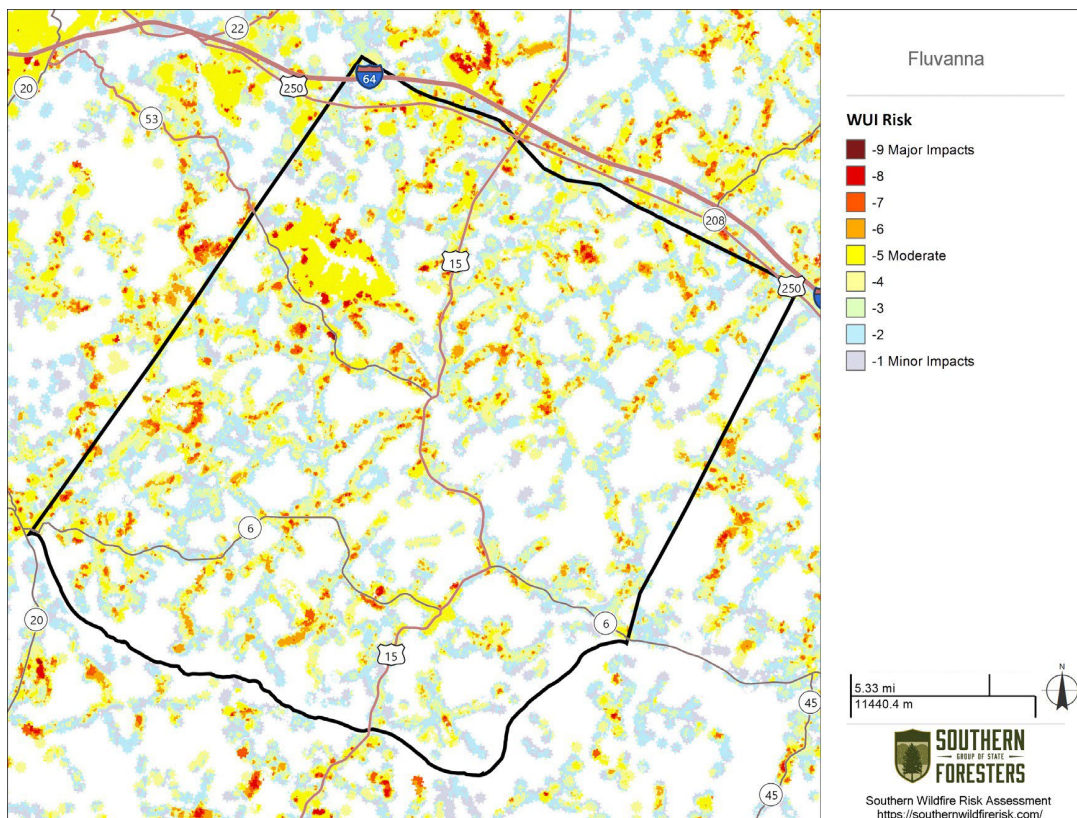 22
Fluvanna
64
250
20
53
WUI Risk
-9 Major Impacts
-8
-7
-6
-5 Moderate
-4
-3
-2
-1 Minor Impacts
208
15
250
6
20
6
15
45
45
N
5.33 mi
11440.4 m
SOUTHERN
GROUP OF STATE
FORESTERS
Southern Wildfire Risk Assessment
https://southernwildfirerisk.com/